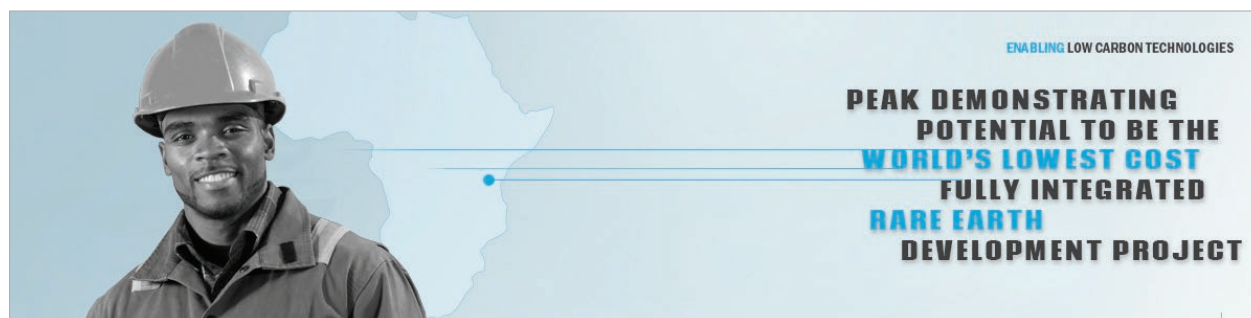 ENABLING LOW CARBON TECHNOLOGIES
PEAK DEMONSTRATING
POTENTIAL TO BE THE
WORLD'S LOWEST COST
FULLY INTEGRATED
RARE EARTH
DEVELOPMENT PROJECT